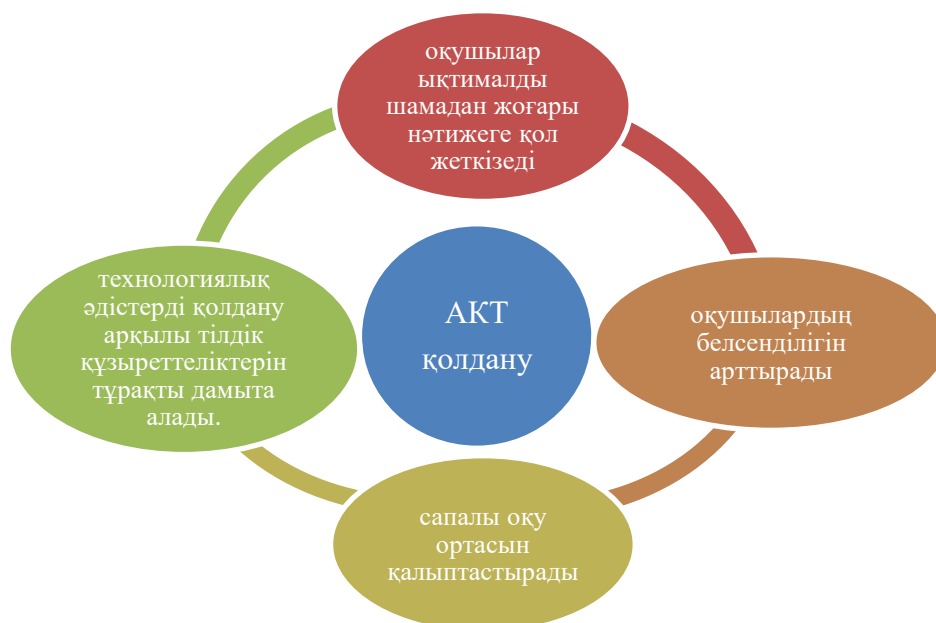 оқушылар
ықтималды
шамадан жоғары
нәтижеге қол
жеткізеді
технологиялық
әдістерді қолдану
арқылы тілдік
құзыреттеліктерін
тұрақты дамыта
алады.
АКТ
қолдану
оқушылардың
белсенділігін
арттырады
сапалы оқу
ортасын
қалыптастырады